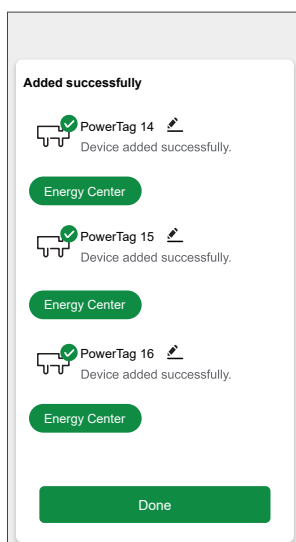 Added successfully
PowerTag 14
Device added successfully.
Energy Center
PowerTag 15
Device added successfully.
Energy Center
PowerTag 16
Device added successfully.
Energy Center
Done